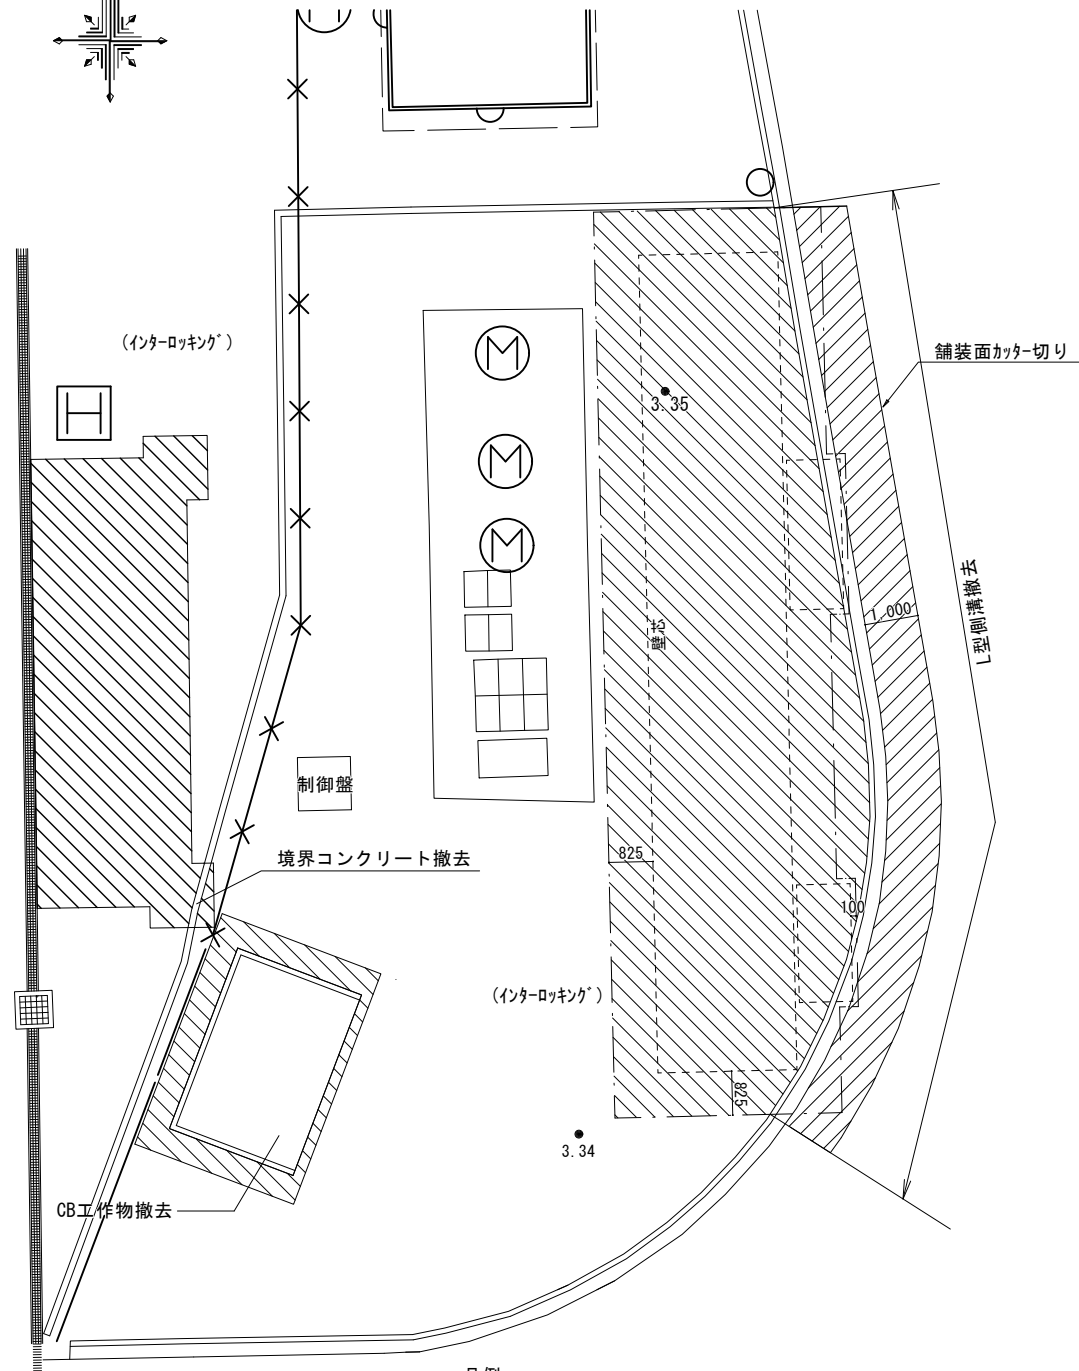 (インターロッキング)
舗装面カッター切り
H
M
3.35
M
M
1,000
L型側溝撤去
壁芯
制御盤
825
境界コンクリート撤去
100
(インターロッキング)
825
3.34
CB工作物撤去